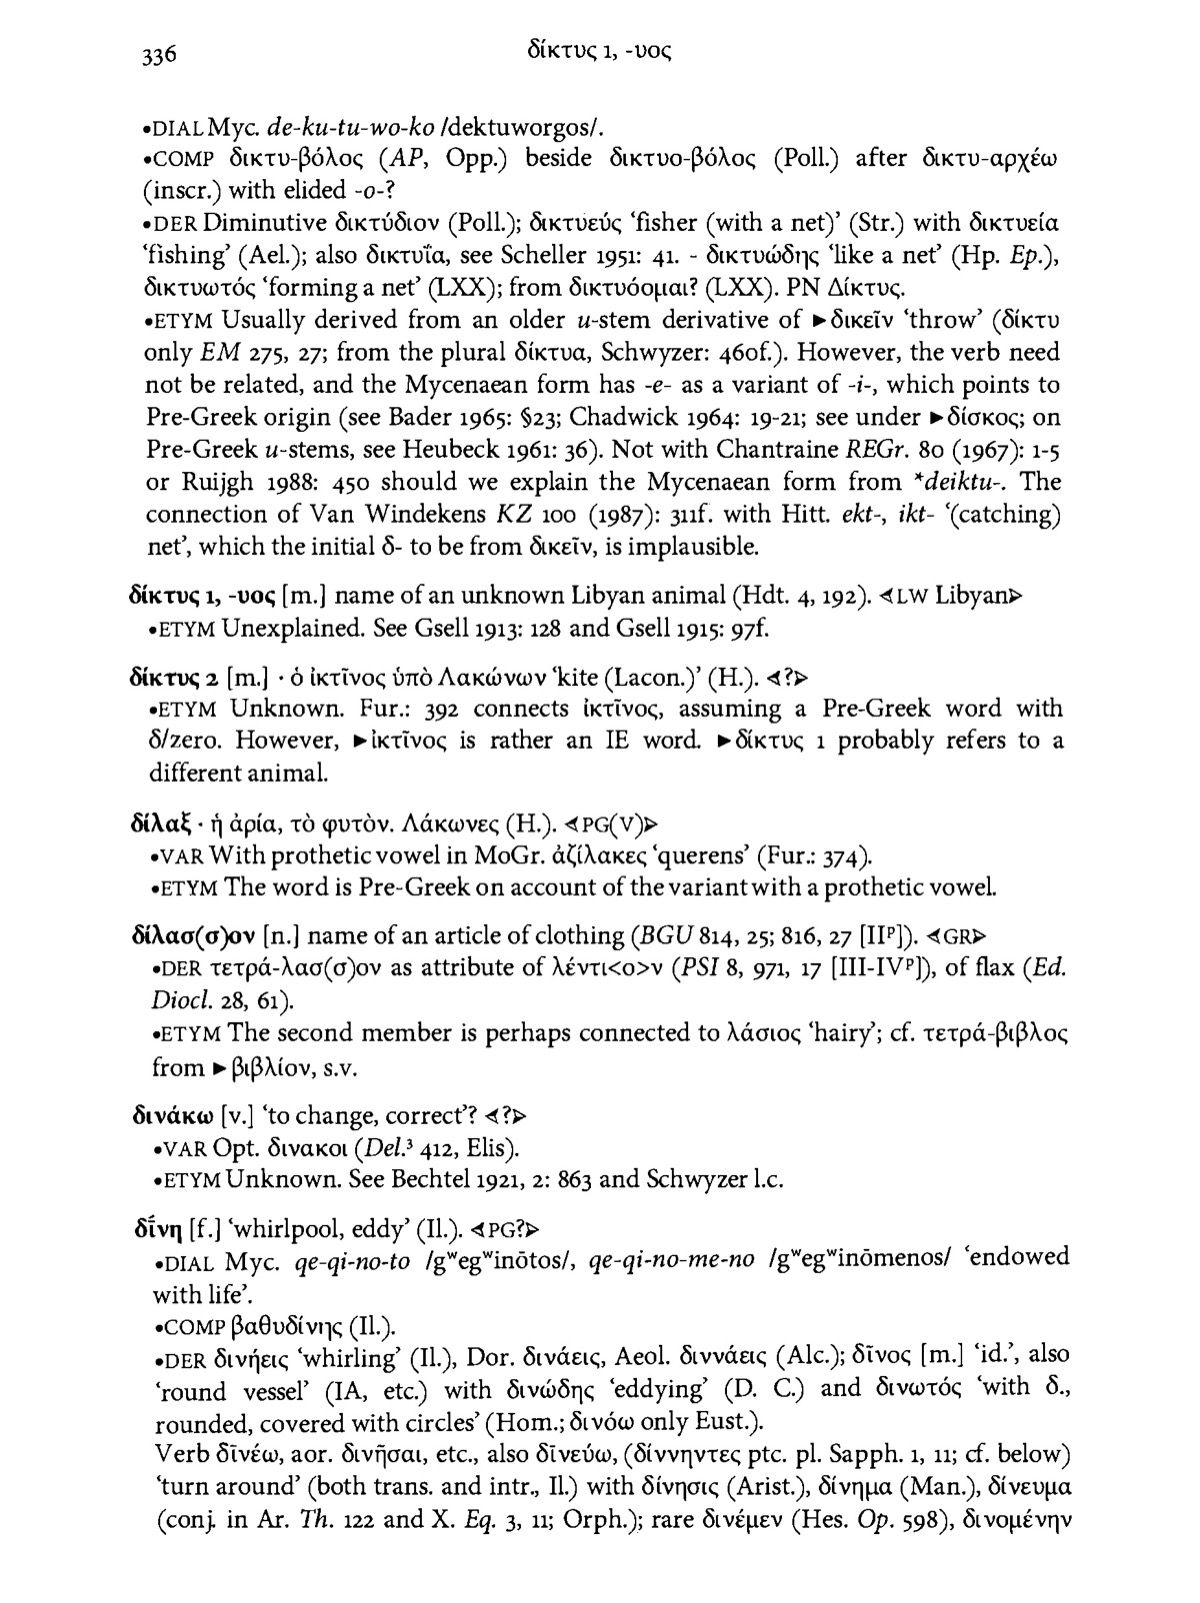 336
δίκτυς 1, -υος
•DIAL Myc. de-ku-tu-wo-ko /dektuworgos/.
•COMP δικτυ-βόλος (AP, Opp.) beside δικτυο-βόλος (Poll.) after δικτυ-αρχέω
(inscr.) with elided -o-?
•DER Diminutive δικτύδιον (Poll.); δικτυεύς ‘fisher (with a net)’ (Str.) with δικτυεία
‘fishing’ (Ael.); also δικτυΐα, see Scheller 1951: 41. - δικτυώδης ‘like a net’ (Hp. Ep.),
δικτυωτός ‘forming a net’ (LXX); from δικτυόομαι? (LXX). PN Δίκτυς.
•ETYM Usually derived from an older u-stem derivative of ►δικεῖν ‘throw’ (δίκτυ
only EM 275, 27; from the plural δίκτυα, Schwyzer: 460f.). However, the verb need
not be related, and the Mycenaean form has -e- as a variant of -i-, which points to
Pre-Greek origin (see Bader 1965: §23; Chadwick 1964: 19-21; see under ►δίσκος; on
Pre-Greek u-stems, see Heubeck 1961: 36). Not with Chantraine REGr. 80 (1967): 1-5
or Ruijgh 1988: 450 should we explain the Mycenaean form from *deiktu-. The
connection of Van Windekens KZ 100 (1987): 311f. with Hitt. ekt-, ikt- ‘(catching)
net’, which the initial δ- to be from δικεῖν, is implausible.
δίκτυς 1, -υος [m.] name of an unknown Libyan animal (Hdt. 4, 192). ⊲LW Libyan⊳
•ETYM Unexplained. See Gsell 1913: 128 and Gsell 1915: 97f.
δίκτυς 2 [m.] · ὁ ἰκτῖνος ὑπὸ Λακώνων ‘kite (Lacon.)’ (H.). ⊲?⊳
•ETYM Unknown. Fur.: 392 connects ἰκτῖνος, assuming a Pre-Greek word with
δ/zero. However, ►ἰκτῖνος is rather an IE word. ►δίκτυς 1 probably refers to a
different animal.
δίλαξ · ἡ ἀρία, τὸ φυτὸν. Λάκωνες (H.). ⊲PG(V)⊳
•VAR With prothetic vowel in MoGr. ἀζίλακες ‘querens’ (Fur.: 374).
•ETYM The word is Pre-Greek on account of the variant with a prothetic vowel.
δίλασ(σ)ον [n.] name of an article of clothing (BGU 814, 25; 816, 27 [IIᵖ]). ⊲GR⊳
•DER τετρά-λασ(σ)ον as attribute of λέντι<ο>ν (PSI 8, 971, 17 [III-IVᵖ]), of flax (Ed.
Diocl. 28, 61).
•ETYM The second member is perhaps connected to λάσιος ‘hairy’; cf. τετρά-βιβλος
from ►βιβλίον, s.v.
δινάκω [v.] ‘to change, correct’? ⊲?⊳
•VAR Opt. δινακοι (Del.³ 412, Elis).
•ETYM Unknown. See Bechtel 1921, 2: 863 and Schwyzer l.c.
δί̄νη [f.] ‘whirlpool, eddy’ (Il.). ⊲PG?⊳
•DIAL Myc. qe-qi-no-to /gʷegʷinōtos/, qe-qi-no-me-no /gʷegʷinōmenos/ ‘endowed
with life’.
•COMP βαθυδίνης (Il.).
•DER δινήεις ‘whirling’ (Il.), Dor. δινάεις, Aeol. διννάεις (Alc.); δῖνος [m.] ‘id.’, also
‘round vessel’ (IA, etc.) with δινώδης ‘eddying’ (D. C.) and δινωτός ‘with δ.,
rounded, covered with circles’ (Hom.; δινόω only Eust.).
Verb δῑνέω, aor. δινῆσαι, etc., also δῑνεύω, (δίννηντες ptc. pl. Sapph. 1, 11; cf. below)
‘turn around’ (both trans. and intr., Il.) with δίνησις (Arist.), δίνημα (Man.), δίνευμα
(conj. in Ar. Th. 122 and X. Eq. 3, 11; Orph.); rare δινέμεν (Hes. Op. 598), δινομένην